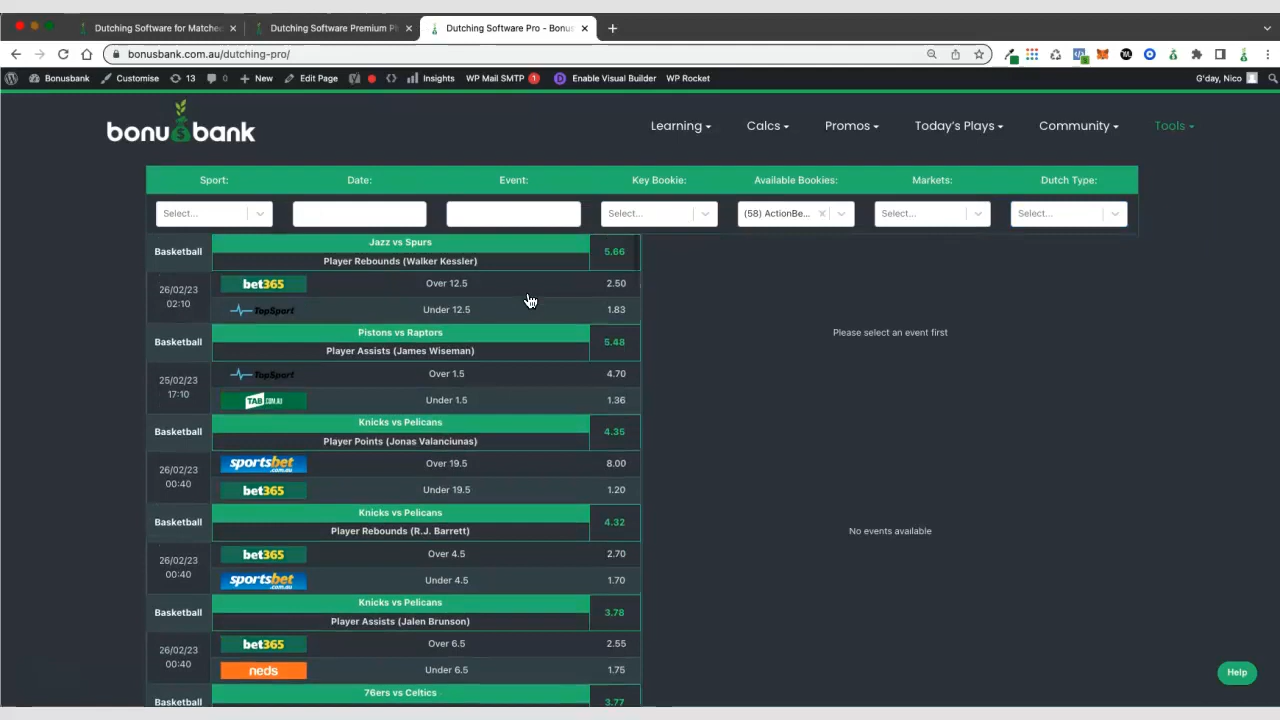 Dutching Software for Matche
Dutching Software Premium P
Dutching Software Pro - Bonus
bonusbank.com.au/dutching-pro/
Bonusbank
Customise
13
0
New
Edit Page
Insights
WP Mail SMTP 1
Enable Visual Builder
WP Rocket
G'day, Nico
bonusbank
Learning
Calcs
Promos
Today's Plays
Community
Tools
Sport:
Date:
Event:
Key Bookie:
Available Bookies:
Markets:
Dutch Type:
Select...
Select...
(58) ActionBe...
Select...
Select...
Basketball
Jazz vs Spurs
Player Rebounds (Walker Kessler)
5.66
26/02/23
02:10
bet365
Over 12.5
2.50
TopSport
Under 12.5
1.83
Basketball
Pistons vs Raptors
Player Assists (James Wiseman)
5.48
25/02/23
17:10
TopSport
Over 1.5
4.70
TAB.COM.AU
Under 1.5
1.36
Basketball
Knicks vs Pelicans
Player Points (Jonas Valanciunas)
4.35
26/02/23
00:40
sportsbet.com.au
Over 19.5
8.00
bet365
Under 19.5
1.20
Basketball
Knicks vs Pelicans
Player Rebounds (R.J. Barrett)
4.32
26/02/23
00:40
bet365
Over 4.5
2.70
sportsbet.com.au
Under 4.5
1.70
Basketball
Knicks vs Pelicans
Player Assists (Jalen Brunson)
3.78
26/02/23
00:40
bet365
Over 6.5
2.55
neds
Under 6.5
1.75
Basketball
76ers vs Celtics
3.77
Please select an event first
No events available
Help